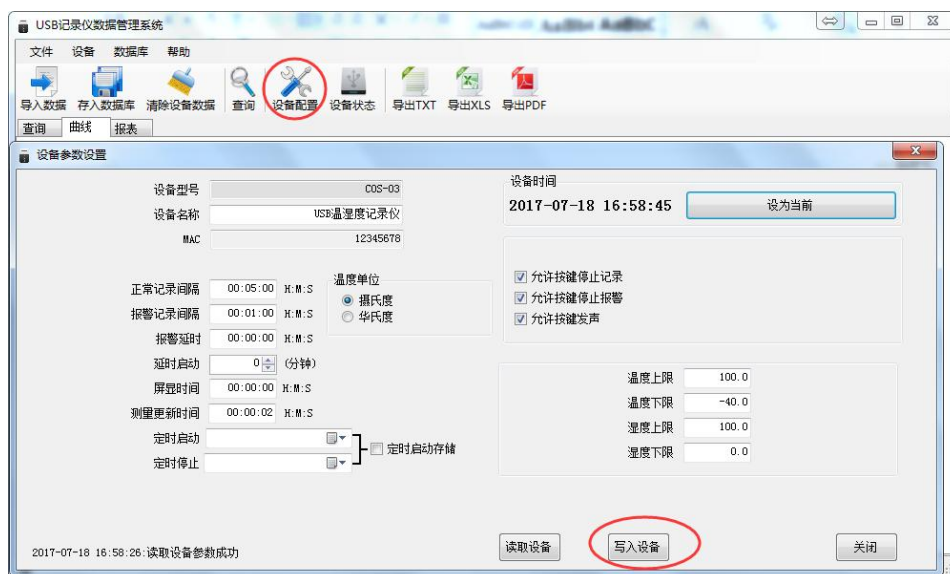 USB记录仪数据管理系统
文件 设备 数据库 帮助
导入数据 存入数据库 清除设备数据 查询 设备配置 设备状态 导出TXT 导出XLS 导出PDF
查询 曲线 报表
设备参数设置
设备型号 COS-03
设备名称 USB温湿度记录仪
MAC 12345678
正常记录间隔 00:05:00 H:M:S
报警记录间隔 00:01:00 H:M:S
报警延时 00:00:00 H:M:S
延时启动 0 (分钟)
屏显时间 00:00:00 H:M:S
测量更新时间 00:00:02 H:M:S
定时启动
定时停止
定时启动存储
温度单位
摄氏度
华氏度
设备时间
2017-07-18 16:58:45 设为当前
允许按键停止记录
允许按键停止报警
允许按键发声
温度上限 100.0
温度下限 -40.0
湿度上限 100.0
湿度下限 0.0
2017-07-18 16:58:26:读取设备参数成功
读取设备 写入设备 关闭